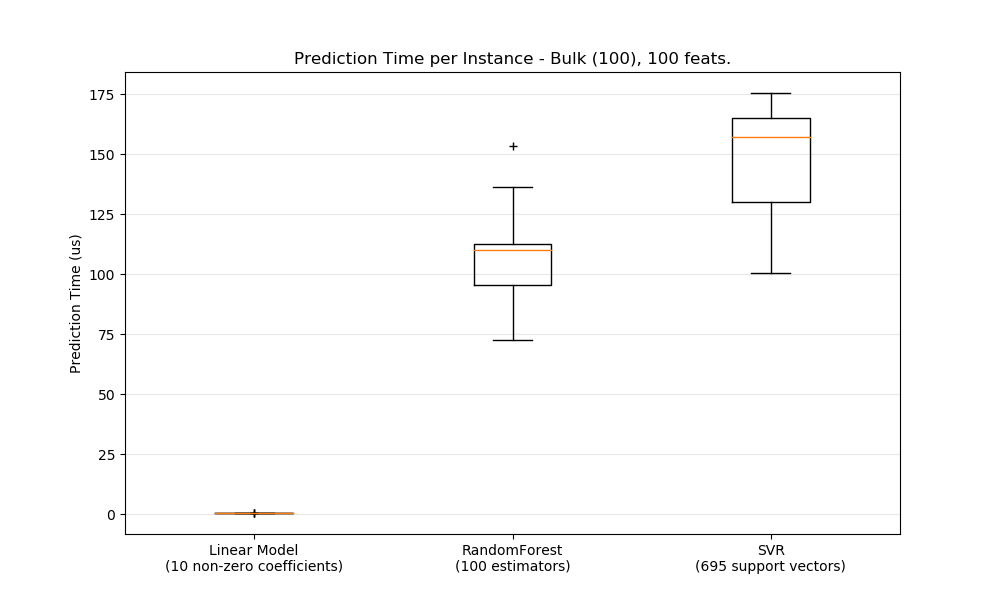 Prediction Time per Instance - Bulk (100), 100 feats.
Prediction Time (us)
175
150
125
100
75
50
25
0
Linear Model
(10 non-zero coefficients)
RandomForest
(100 estimators)
SVR
(695 support vectors)